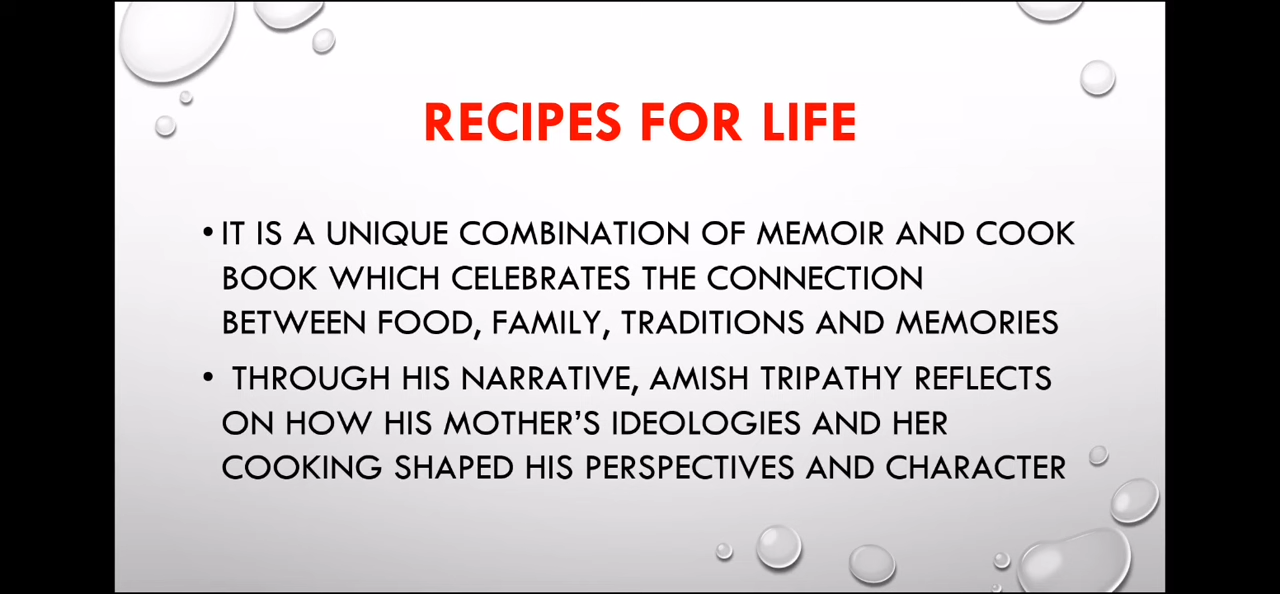 RECIPES FOR LIFE
• IT IS A UNIQUE COMBINATION OF MEMOIR AND COOK
BOOK WHICH CELEBRATES THE CONNECTION
BETWEEN FOOD, FAMILY, TRADITIONS AND MEMORIES
• THROUGH HIS NARRATIVE, AMISH TRIPATHY REFLECTS
ON HOW HIS MOTHER’S IDEOLOGIES AND HER
COOKING SHAPED HIS PERSPECTIVES AND CHARACTER